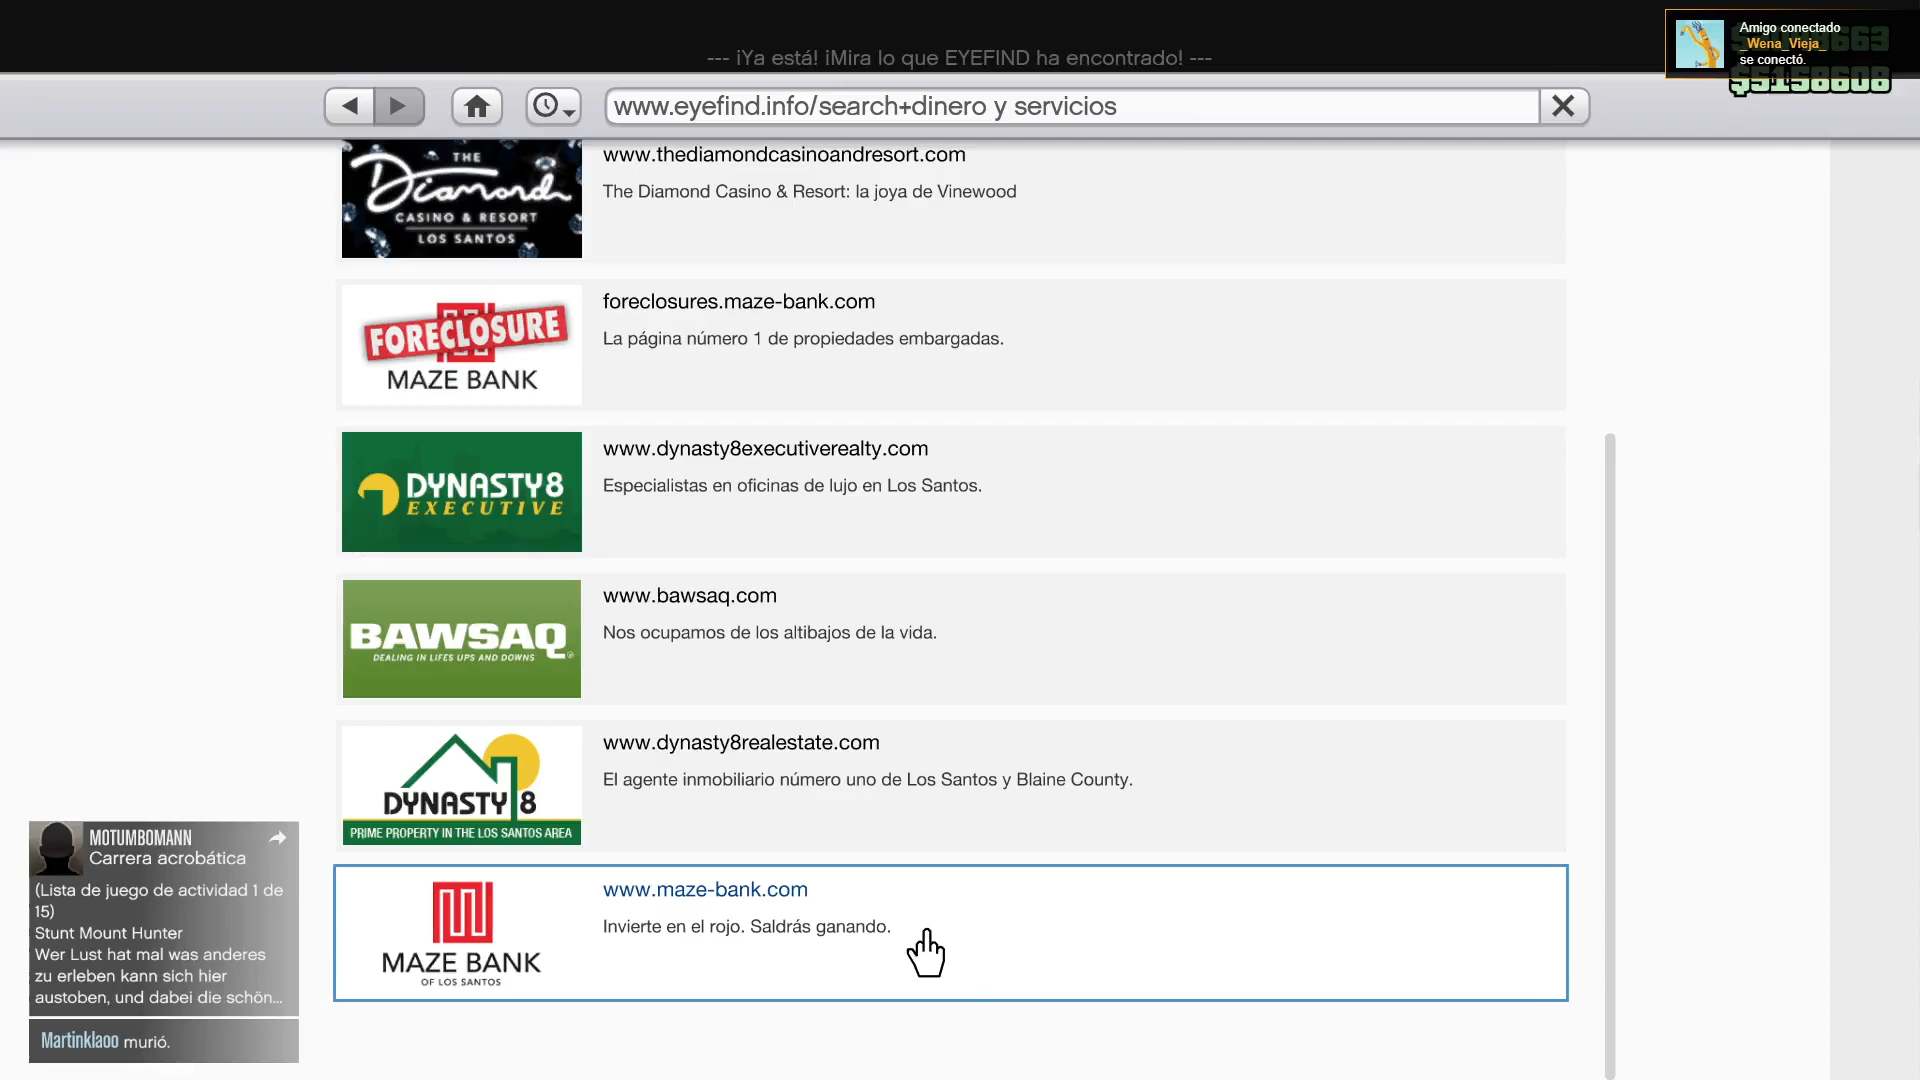 --- ¡Ya está! ¡Mira lo que EYEFIND ha encontrado! ---
Amigo conectado
_Wena_Vieja_
se conectó.
$5158608
www.eyefind.info/search+dinero y servicios
THE
Diamond
CASINO & RESORT
LOS SANTOS
www.thediamondcasinoandresort.com
The Diamond Casino & Resort: la joya de Vinewood
FORECLOSURE
MAZE BANK
foreclosures.maze-bank.com
La página número 1 de propiedades embargadas.
DYNASTY8
EXECUTIVE
www.dynasty8executiverealty.com
Especialistas en oficinas de lujo en Los Santos.
BAWSAQ
DEALING IN LIFES UPS AND DOWNS
www.bawsaq.com
Nos ocupamos de los altibajos de la vida.
DYNASTY 8
PRIME PROPERTY IN THE LOS SANTOS AREA
www.dynasty8realestate.com
El agente inmobiliario número uno de Los Santos y Blaine County.
MAZE BANK
OF LOS SANTOS
www.maze-bank.com
Invierte en el rojo. Saldrás ganando.
MOTUMBOMANN
Carrera acrobática
(Lista de juego de actividad 1 de
15)
Stunt Mount Hunter
Wer Lust hat mal was anderes
zu erleben kann sich hier
austoben, und dabei die schön...
Martinklaoo murió.